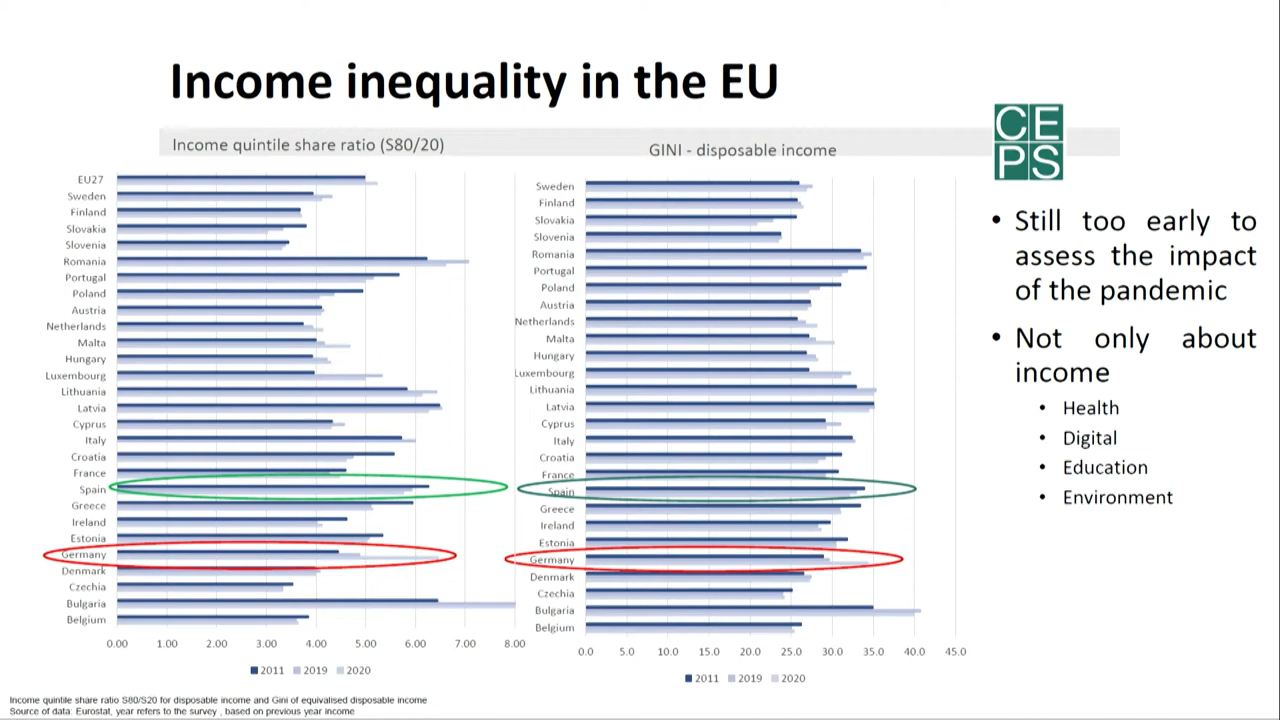 Income inequality in the EU
Income quintile share ratio (S80/20)
EU27
Sweden
Finland
Slovakia
Slovenia
Romania
Portugal
Poland
Austria
Netherlands
Malta
Hungary
Luxembourg
Lithuania
Latvia
Cyprus
Italy
Croatia
France
Spain
Greece
Ireland
Estonia
Germany
Denmark
Czechia
Bulgaria
Belgium
0.00 1.00 2.00 3.00 4.00 5.00 6.00 7.00 8.00
2011 2019 2020
GINI - disposable income
Sweden
Finland
Slovakia
Slovenia
Romania
Portugal
Poland
Austria
Netherlands
Malta
Hungary
Luxembourg
Lithuania
Latvia
Cyprus
Italy
Croatia
France
Spain
Greece
Ireland
Estonia
Germany
Denmark
Czechia
Bulgaria
Belgium
0.0 5.0 10.0 15.0 20.0 25.0 30.0 35.0 40.0 45.0
2011 2019 2020
CE
PS
• Still too early to
assess the impact
of the pandemic
• Not only about
income
• Health
• Digital
• Education
• Environment
Income quintile share ratio S80/S20 for disposable income and Gini of equivalised disposable income
Source of data: Eurostat, year refers to the survey , based on previous year income